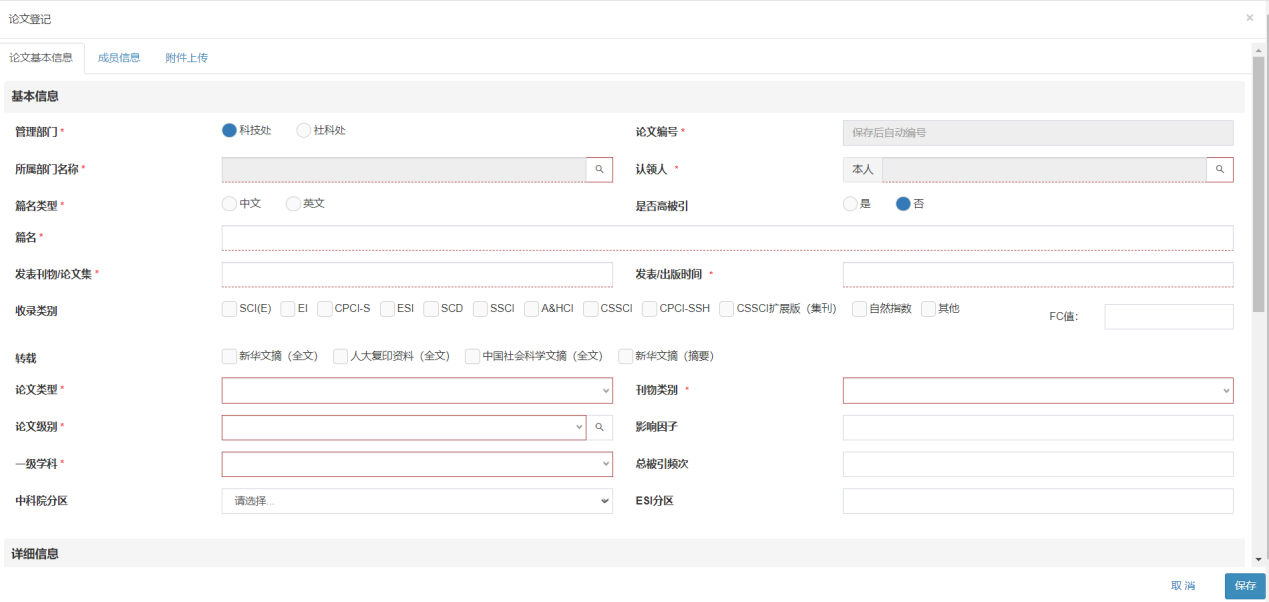 论文登记 ×
论文基本信息 成员信息 附件上传
基本信息
管理部门 * 科技处 社科处 论文编号 * 保存后自动编号
所属部门名称 * 认领人 * 本人
篇名类型 * 中文 英文 是否高被引 是 否
篇名 *
发表刊物/论文集 * 发表/出版时间 *
收录类别 SCI(E) EI CPCI-S ESI SCD SSCI A&HCI CSSCI CPCI-SSH CSSCI扩展版（集刊） 自然指数 其他 FC值:
转载 新华文摘（全文） 人大复印资料（全文） 中国社会科学文摘（全文） 新华文摘（摘要）
论文类型 * 刊物类别 *
论文级别 * 影响因子
一级学科 * 总被引频次
中科院分区 请选择... ESI分区
详细信息
取消 保存